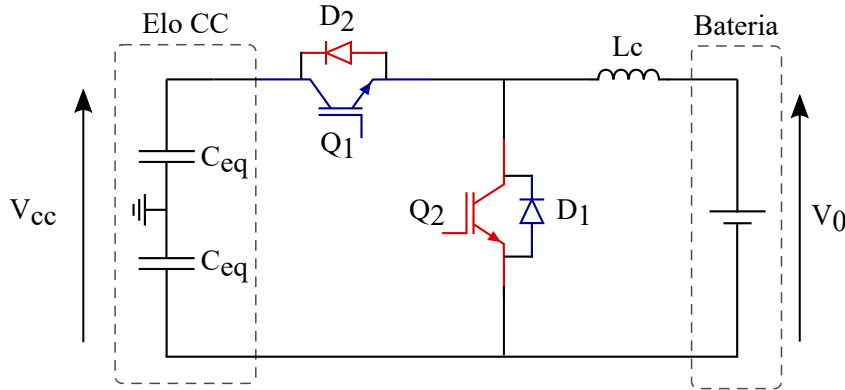 Elo CC
D2
Bateria
Lc
Q1
Ceq
Vcc
Q2
D1
V0
Ceq